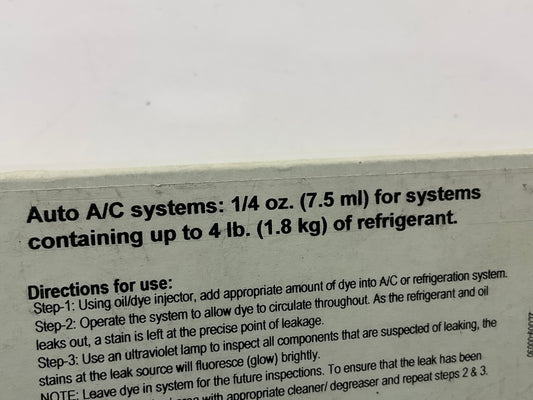 Auto A/C systems: 1/4 oz. (7.5 ml) for systems
containing up to 4 lb. (1.8 kg) of refrigerant.
Directions for use:
Step-1: Using oil/dye injector, add appropriate amount of dye into A/C or refrigeration system.
Step-2: Operate the system to allow dye to circulate throughout. As the refrigerant and oil
leaks out, a stain is left at the precise point of leakage.
Step-3: Use an ultraviolet lamp to inspect all components that are suspected of leaking, the
stains at the leak source will fluoresce (glow) brightly.
NOTE: Leave dye in system for the future inspections. To ensure that the leak has been
with appropriate cleaner/ degreaser and repeat steps 2 & 3.